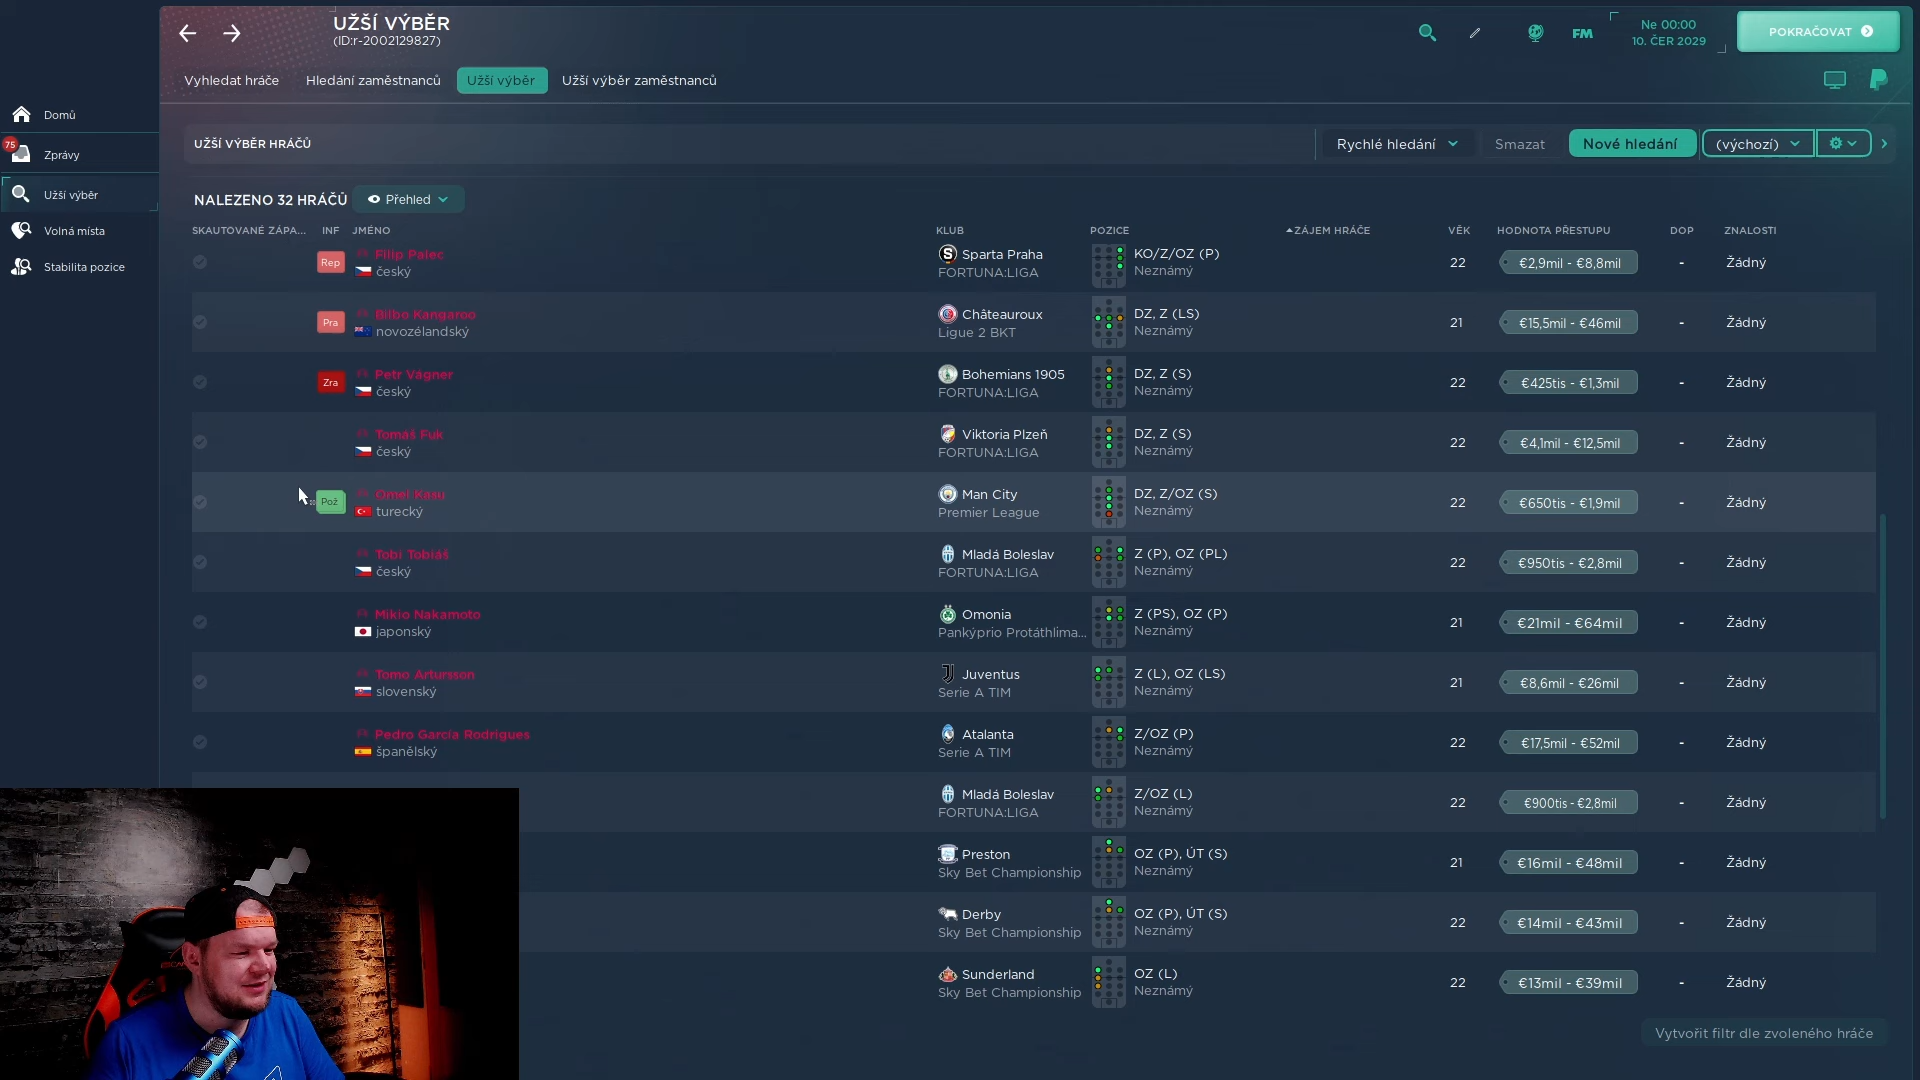 UŽŠÍ VÝBĚR
(ID:r-2002129827)
FM
Ne 00:00
10. ČER 2029
POKRAČOVAT
Vyhledat hráče
Hledání zaměstnanců
Užší výběr
Užší výběr zaměstnanců
Domů
75
Zprávy
Užší výběr
Volná místa
Stabilita pozice
UŽŠÍ VÝBĚR HRÁČŮ
Rychlé hledání
Smazat
Nové hledání
(výchozí)
NALEZENO 32 HRÁČŮ
Přehled
SKAUTOVANÉ ZÁPA... INF JMÉNO KLUB POZICE ZÁJEM HRÁČE VĚK HODNOTA PŘESTUPU DOP ZNALOSTI
Rep Filip Palec Sparta Praha KO/Z/OZ (P) 22 €2,9mil - €8,8mil - Žádný
český FORTUNA:LIGA Neznámý
Pra Bilbo Kangaroo Châteauroux DZ, Z (LS) 21 €15,5mil - €46mil - Žádný
novozélandský Ligue 2 BKT Neznámý
Zra Petr Vágner Bohemians 1905 DZ, Z (S) 22 €425tis - €1,3mil - Žádný
český FORTUNA:LIGA Neznámý
Tomáš Fuk Viktoria Plzeň DZ, Z (S) 22 €4,1mil - €12,5mil - Žádný
český FORTUNA:LIGA Neznámý
Pož Omel Kasu Man City DZ, Z/OZ (S) 22 €650tis - €1,9mil - Žádný
turecký Premier League Neznámý
Tobi Tobiáš Mladá Boleslav Z (P), OZ (PL) 22 €950tis - €2,8mil - Žádný
český FORTUNA:LIGA Neznámý
Mikio Nakamoto Omonia Z (PS), OZ (P) 21 €21mil - €64mil - Žádný
japonský Pankýprio Protáthlima... Neznámý
Tomo Artursson Juventus Z (L), OZ (LS) 21 €8,6mil - €26mil - Žádný
slovenský Serie A TIM Neznámý
Pedro García Rodrigues Atalanta Z/OZ (P) 22 €17,5mil - €52mil - Žádný
španělský Serie A TIM Neznámý
Mladá Boleslav Z/OZ (L) 22 €900tis - €2,8mil - Žádný
FORTUNA:LIGA Neznámý
Preston OZ (P), ÚT (S) 21 €16mil - €48mil - Žádný
Sky Bet Championship Neznámý
Derby OZ (P), ÚT (S) 22 €14mil - €43mil - Žádný
Sky Bet Championship Neznámý
Sunderland OZ (L) 22 €13mil - €39mil - Žádný
Sky Bet Championship Neznámý
Vytvořit filtr dle zvoleného hráče